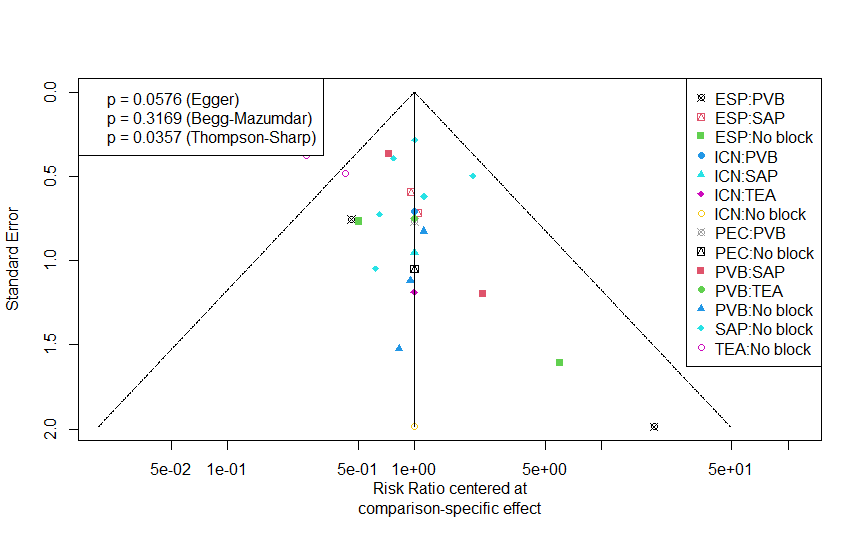 p = 0.0576 (Egger)
p = 0.3169 (Begg-Mazumdar)
p = 0.0357 (Thompson-Sharp)
ESP:PVB
ESP:SAP
ESP:No block
ICN:PVB
ICN:SAP
ICN:TEA
ICN:No block
PEC:PVB
PEC:No block
PVB:SAP
PVB:TEA
PVB:No block
SAP:No block
TEA:No block
Standard Error
0.0
0.5
1.0
1.5
2.0
5e-02 1e-01 5e-01 1e+00 5e+00 5e+01
Risk Ratio centered at
comparison-specific effect